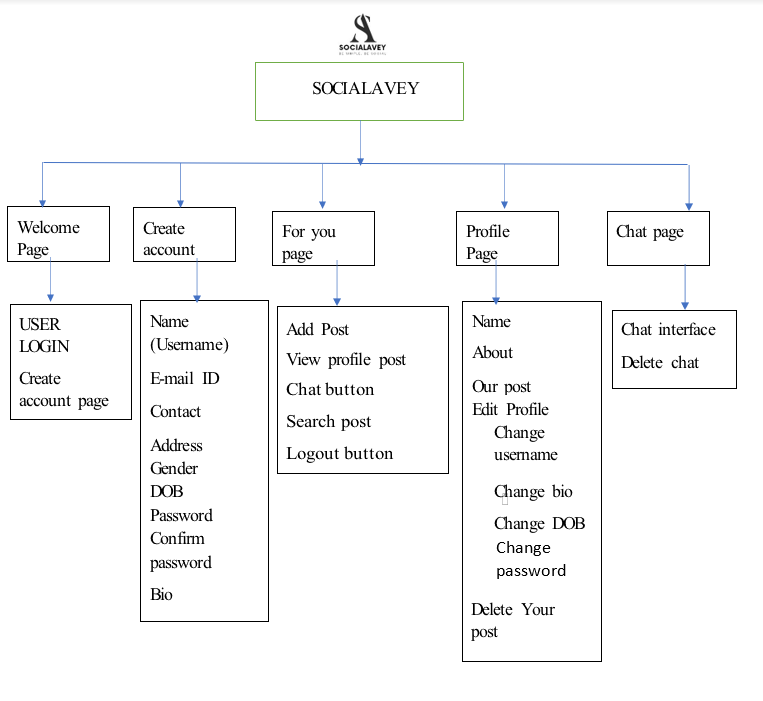 SOCIALAVEY
SOCIALAVEY
Welcome
Page
Create
account
For you
page
Profile
Page
Chat page
USER
LOGIN
Create
account page
Name
(Username)
E-mail ID
Contact
Address
Gender
DOB
Password
Confirm
password
Bio
Add Post
View profile post
Chat button
Search post
Logout button
Name
About
Our post
Edit Profile
Change
username
Change bio
Change DOB
Change
password
Delete Your
post
Chat interface
Delete chat